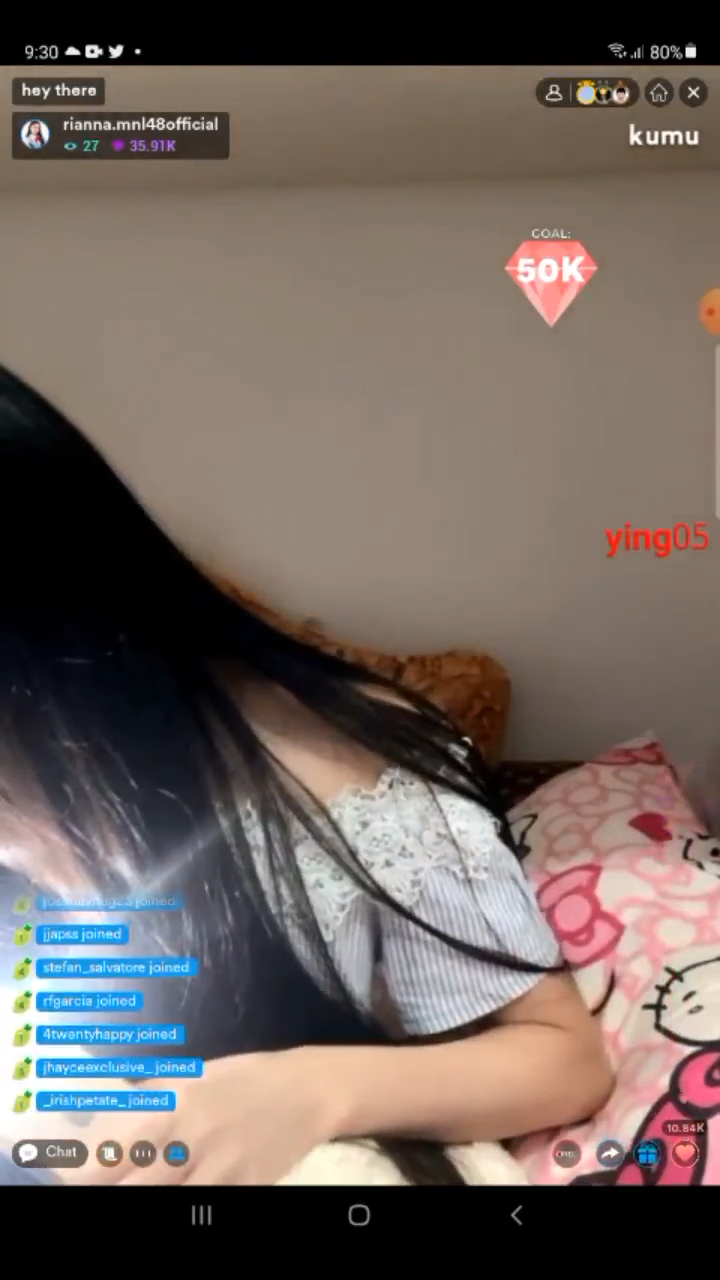 9:30
80%
hey there
rianna.mnl48official
27 35.91K
kumu
GOAL:
50K
ying05
jjapss joined
stefan_salvatore joined
rfgarcia joined
4twentyhappy joined
jhayceexclusive_ joined
_irishpetate_ joined
10.84K
Chat